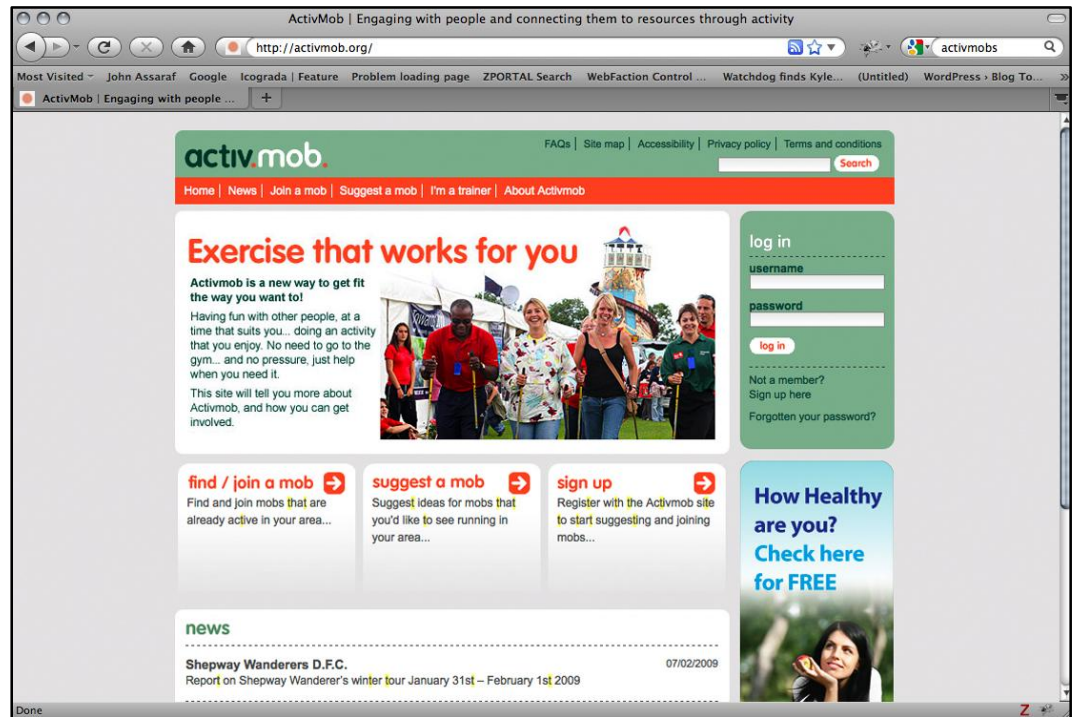 ActivMob | Engaging with people and connecting them to resources through activity
http://activmob.org/
activmobs
Most Visited John Assaraf Google Icograda | Feature Problem loading page ZPORTAL Search WebFaction Control ... Watchdog finds Kyle... (Untitled) WordPress › Blog To... »
ActivMob | Engaging with people ... +
activ.mob.
FAQs | Site map | Accessibility | Privacy policy | Terms and conditions
Search
Home | News | Join a mob | Suggest a mob | I'm a trainer | About Activmob
Exercise that works for you
Activmob is a new way to get fit
the way you want to!
Having fun with other people, at a
time that suits you... doing an activity
that you enjoy. No need to go to the
gym... and no pressure, just help
when you need it.
This site will tell you more about
Activmob, and how you can get
involved.
log in
username
password
log in
Not a member?
Sign up here
Forgotten your password?
find / join a mob
Find and join mobs that are
already active in your area...
suggest a mob
Suggest ideas for mobs that
you'd like to see running in
your area...
sign up
Register with the Activmob site
to start suggesting and joining
mobs...
How Healthy
are you?
Check here
for FREE
news
Shepway Wanderers D.F.C. 07/02/2009
Report on Shepway Wanderer's winter tour January 31st – February 1st 2009
Done
Z